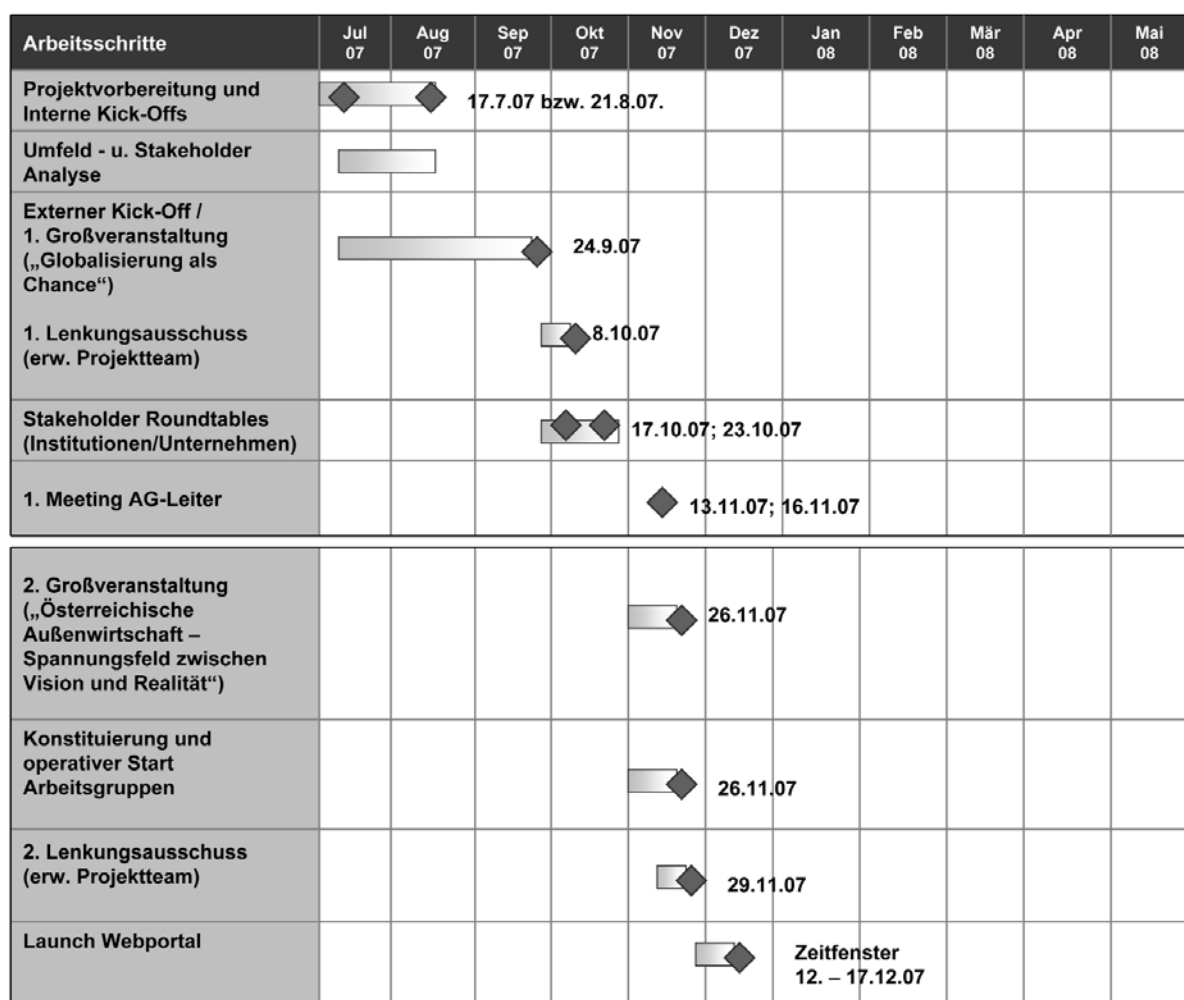 Arbeitsschritte
Jul
07
Aug
07
Sep
07
Okt
07
Nov
07
Dez
07
Jan
08
Feb
08
Mär
08
Apr
08
Mai
08
Projektvorbereitung und
Interne Kick-Offs
17.7.07 bzw. 21.8.07.
Umfeld - u. Stakeholder
Analyse
Externer Kick-Off /
1. Großveranstaltung
(„Globalisierung als
Chance“)
24.9.07
1. Lenkungsausschuss
(erw. Projektteam)
8.10.07
Stakeholder Roundtables
(Institutionen/Unternehmen)
17.10.07; 23.10.07
1. Meeting AG-Leiter
13.11.07; 16.11.07
2. Großveranstaltung
(„Österreichische
Außenwirtschaft –
Spannungsfeld zwischen
Vision und Realität“)
26.11.07
Konstituierung und
operativer Start
Arbeitsgruppen
26.11.07
2. Lenkungsausschuss
(erw. Projektteam)
29.11.07
Launch Webportal
Zeitfenster
12. – 17.12.07